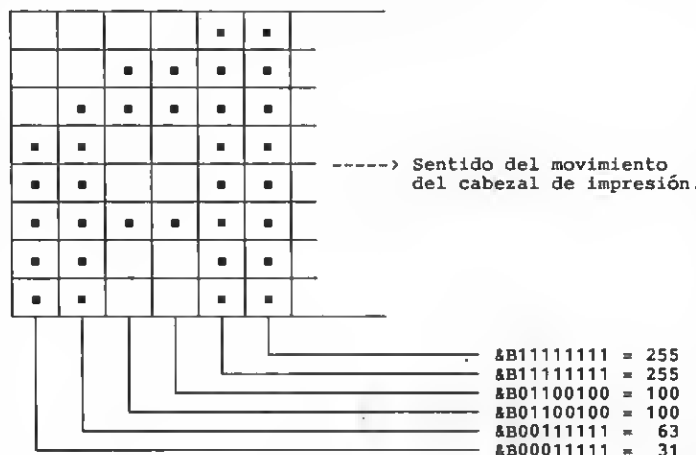 -----> Sentido del movimiento
del cabezal de impresión.
&B11111111 = 255
&B11111111 = 255
&B01100100 = 100
&B01100100 = 100
&B00111111 = 63
&B00011111 = 31